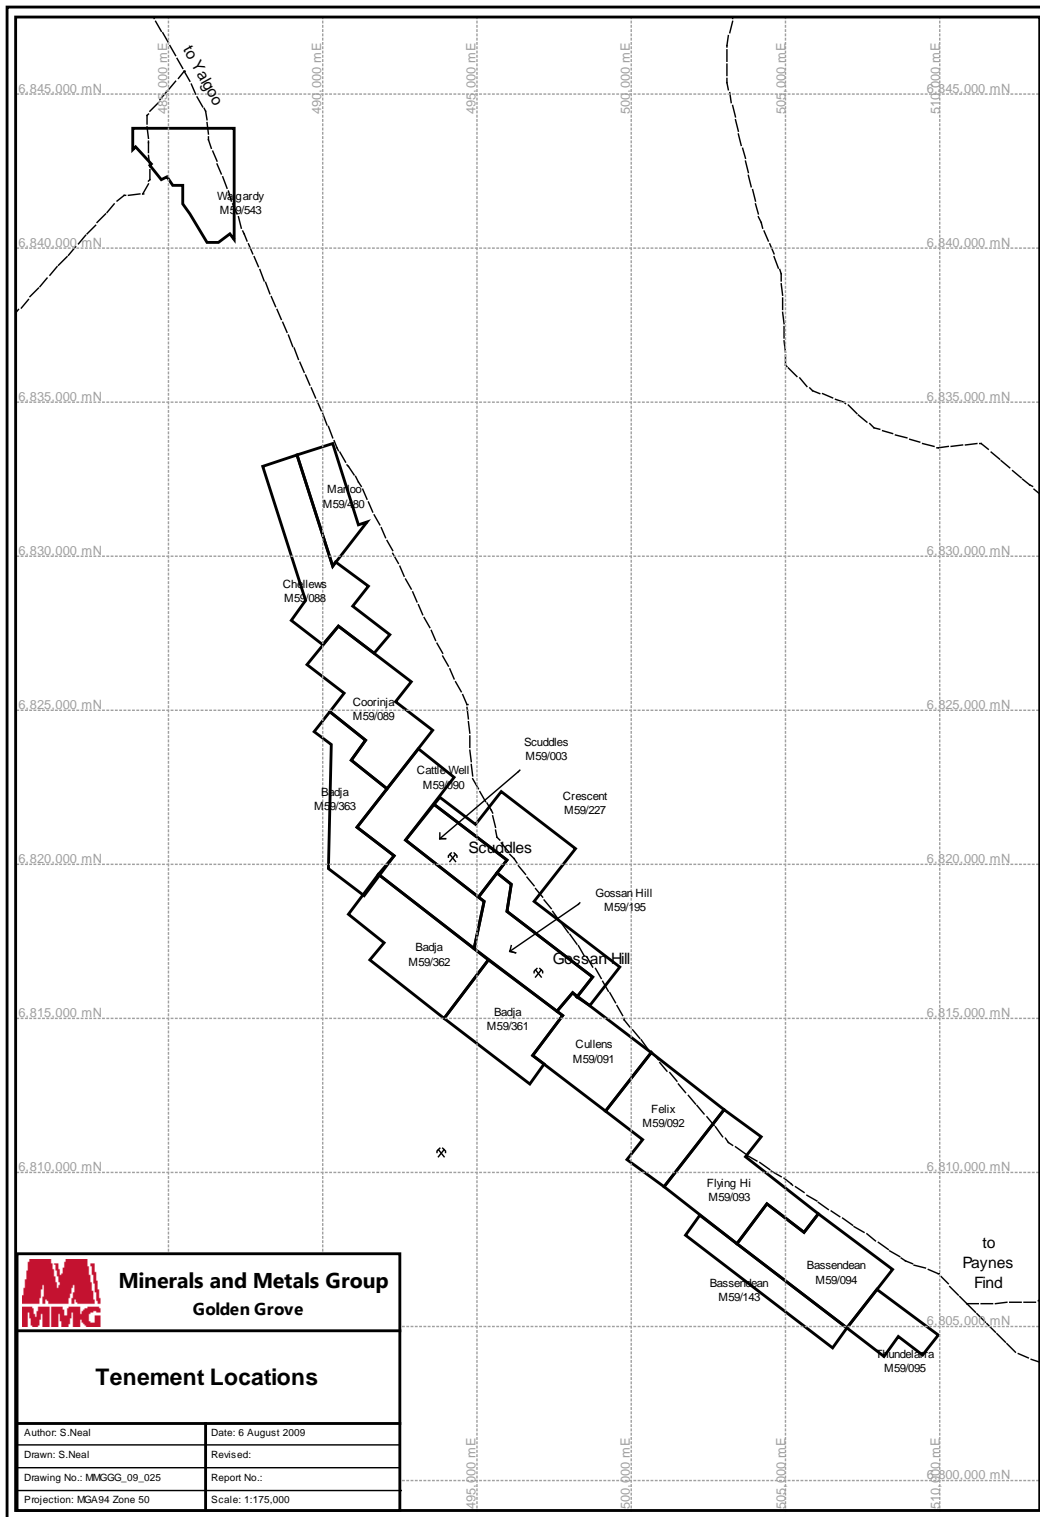 485,000 mE
490,000 mE
495,000 mE
500,000 mE
505,000 mE
510,000 mE
to Yalgoo
6,845,000 mN
6,845,000 mN
Walgardy
M59/543
6,840,000 mN
6,840,000 mN
6,835,000 mN
6,835,000 mN
Marloo
M59/480
6,830,000 mN
6,830,000 mN
Chellews
M59/088
6,825,000 mN
6,825,000 mN
Coorinja
M59/089
Scuddles
M59/003
Cattle Well
M59/090
Badja
M59/363
Crescent
M59/227
Scuddles
6,820,000 mN
6,820,000 mN
Gossan Hill
M59/195
Badja
M59/362
Gossan Hill
6,815,000 mN
6,815,000 mN
Badja
M59/361
Cullens
M59/091
Felix
M59/092
6,810,000 mN
6,810,000 mN
Flying Hi
M59/093
to
Paynes
Find
Bassendean
M59/094
Bassendean
M59/143
6,805,000 mN
Thundelarra
M59/095
6,800,000 mN
495,000 mE
500,000 mE
505,000 mE
510,000 mE
MMG
Minerals and Metals Group
Golden Grove
Tenement Locations
Author: S.Neal
Date: 6 August 2009
Drawn: S.Neal
Revised:
Drawing No.: MMGGG_09_025
Report No.:
Projection: MGA94 Zone 50
Scale: 1:175,000